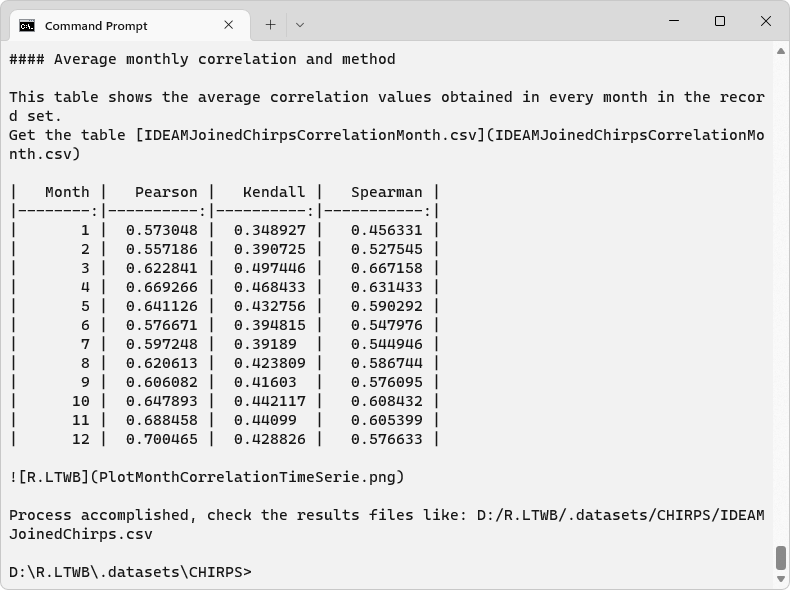 Command Prompt
#### Average monthly correlation and method
This table shows the average correlation values obtained in every month in the recor
d set.
Get the table [IDEAMJoinedChirpsCorrelationMonth.csv](IDEAMJoinedChirpsCorrelationMo
nth.csv)
|   Month |   Pearson |   Kendall |   Spearman |
|--------:|----------:|----------:|-----------:|
|       1 |  0.573048 |  0.348927 |   0.456331 |
|       2 |  0.557186 |  0.390725 |   0.527545 |
|       3 |  0.622841 |  0.497446 |   0.667158 |
|       4 |  0.669266 |  0.468433 |   0.631433 |
|       5 |  0.641126 |  0.432756 |   0.590292 |
|       6 |  0.576671 |  0.394815 |   0.547976 |
|       7 |  0.597248 |  0.39189  |   0.544946 |
|       8 |  0.620613 |  0.423809 |   0.586744 |
|       9 |  0.606082 |  0.41603  |   0.576095 |
|      10 |  0.647893 |  0.442117 |   0.608432 |
|      11 |  0.688458 |  0.44099  |   0.605399 |
|      12 |  0.700465 |  0.428826 |   0.576633 |
![R.LTWB](PlotMonthCorrelationTimeSerie.png)
Process accomplished, check the results files like: D:/R.LTWB/.datasets/CHIRPS/IDEAM
JoinedChirps.csv
D:\R.LTWB\.datasets\CHIRPS>